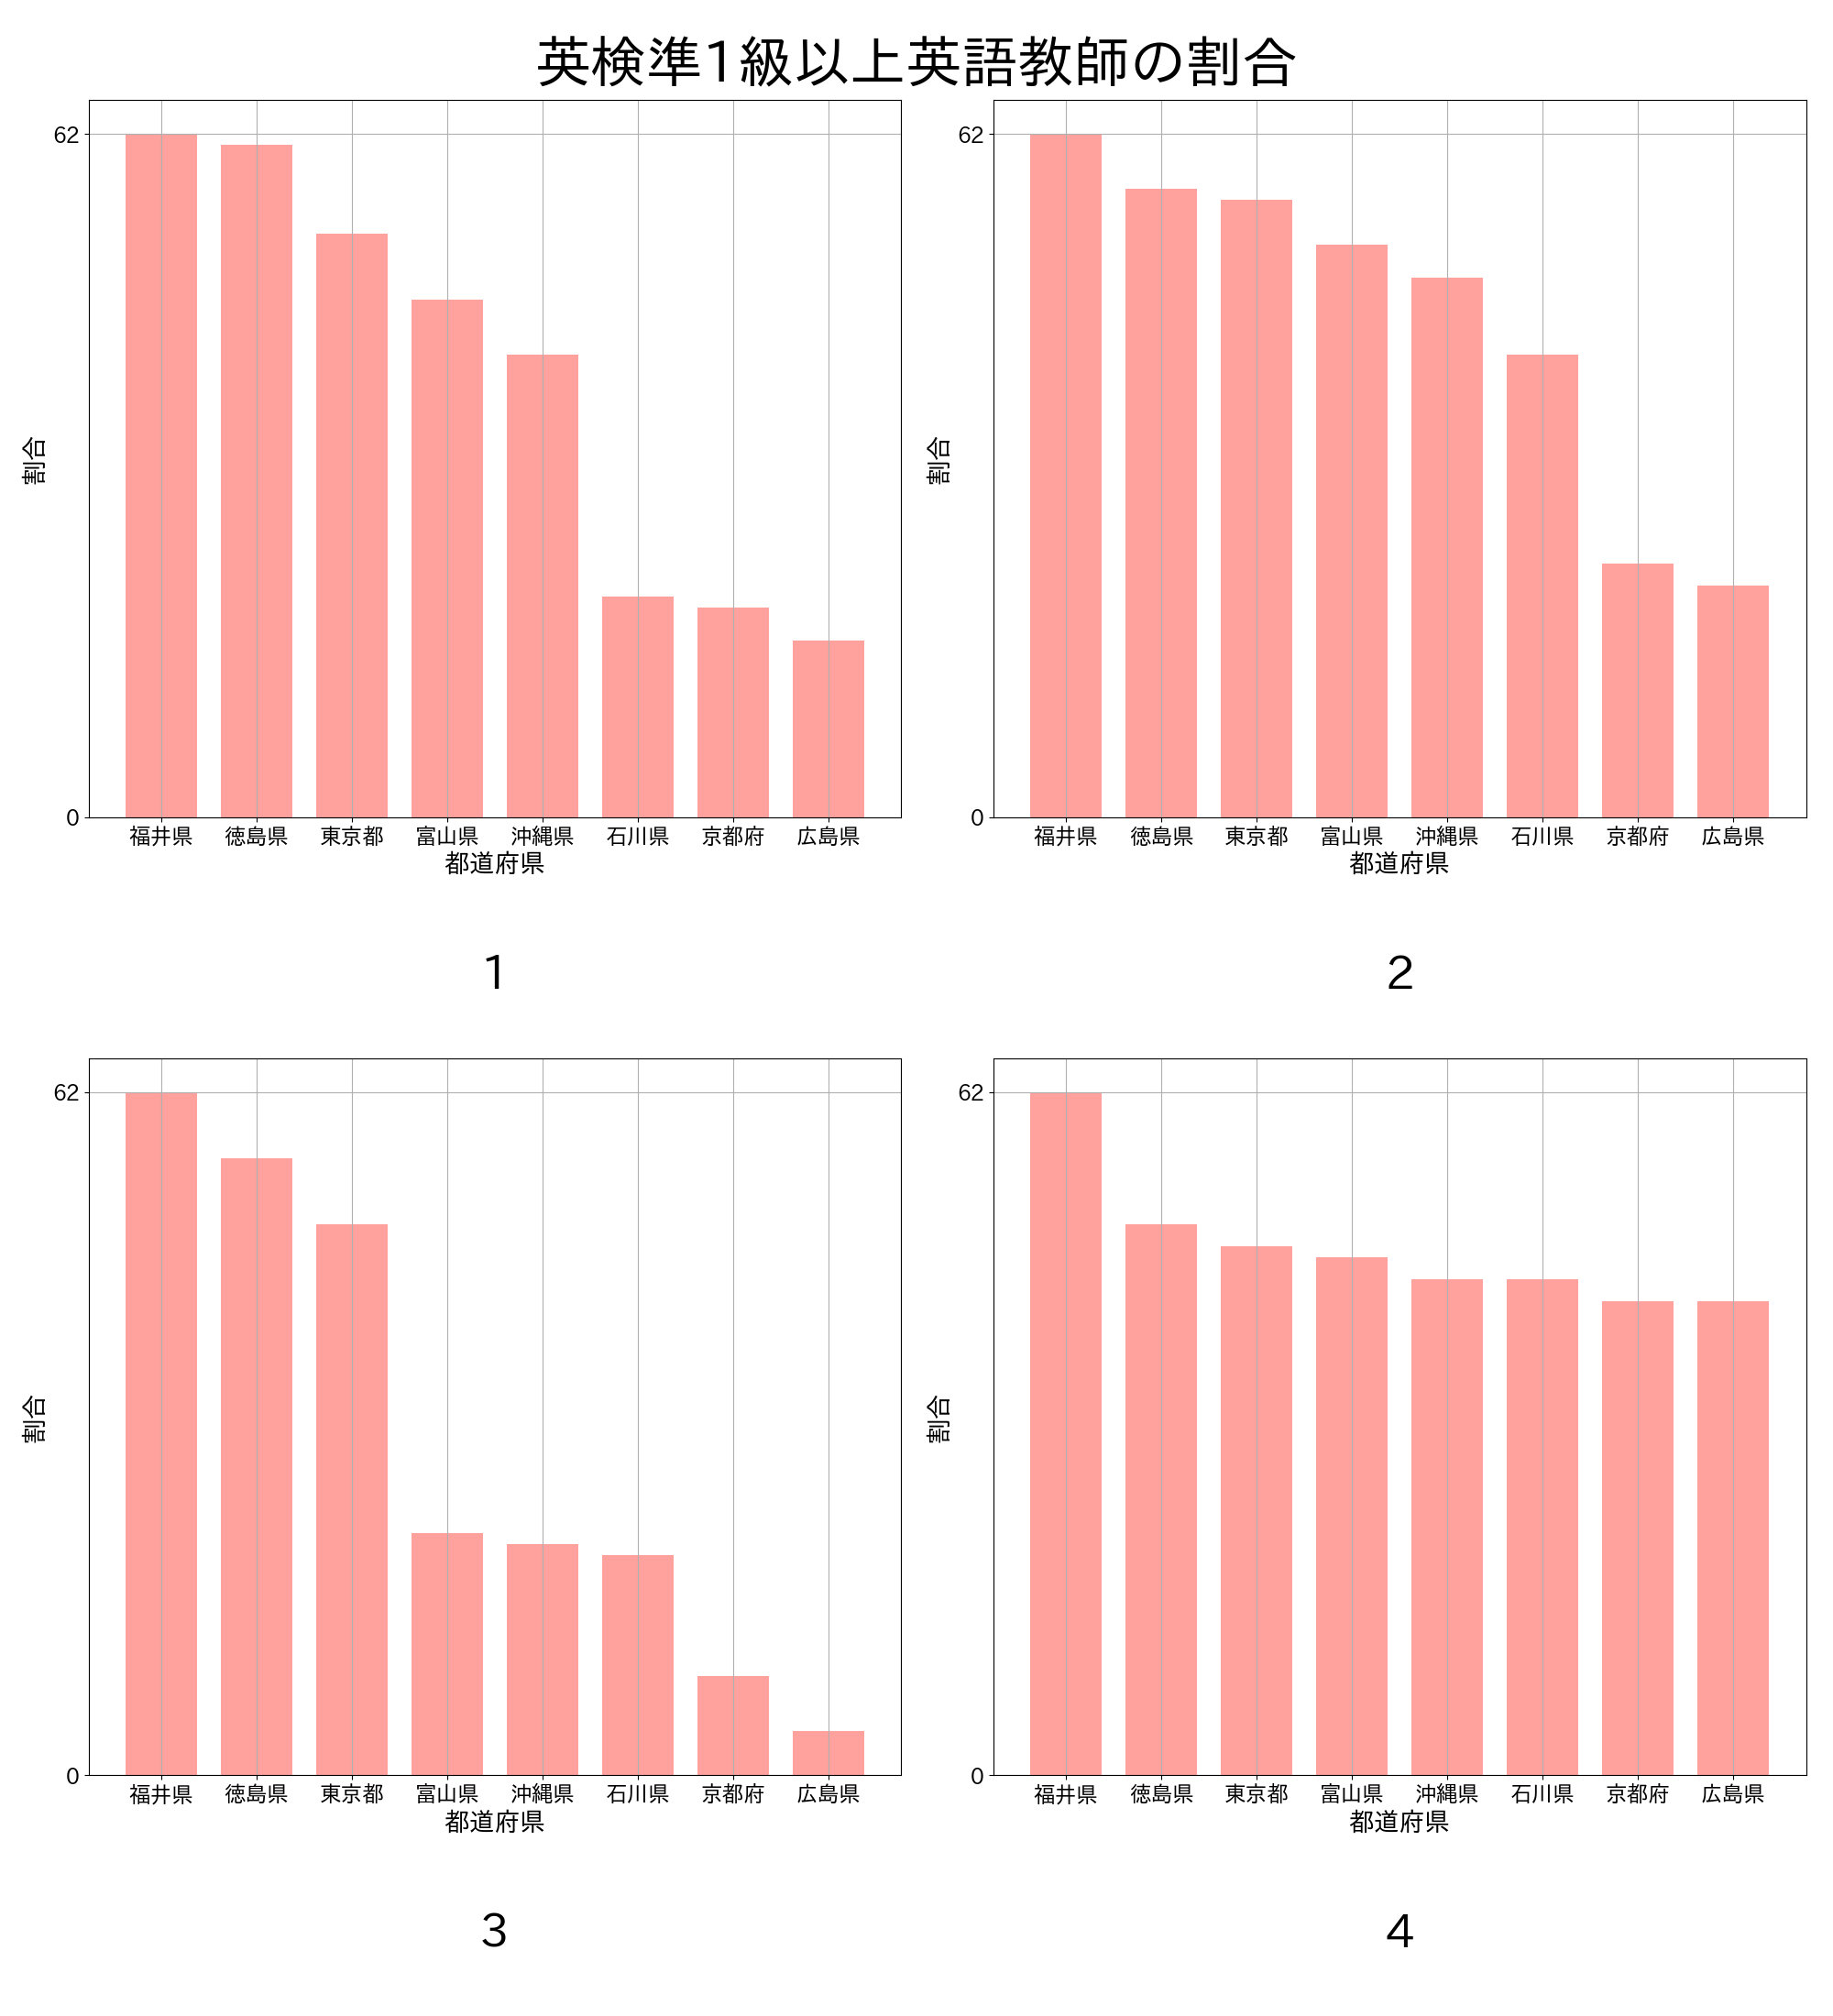 英検準1級以上英語教師の割合
62
0
割合
福井県 徳島県 東京都 富山県 沖縄県 石川県 京都府 広島県
都道府県
1
62
0
割合
福井県 徳島県 東京都 富山県 沖縄県 石川県 京都府 広島県
都道府県
2
62
0
割合
福井県 徳島県 東京都 富山県 沖縄県 石川県 京都府 広島県
都道府県
3
62
0
割合
福井県 徳島県 東京都 富山県 沖縄県 石川県 京都府 広島県
都道府県
4